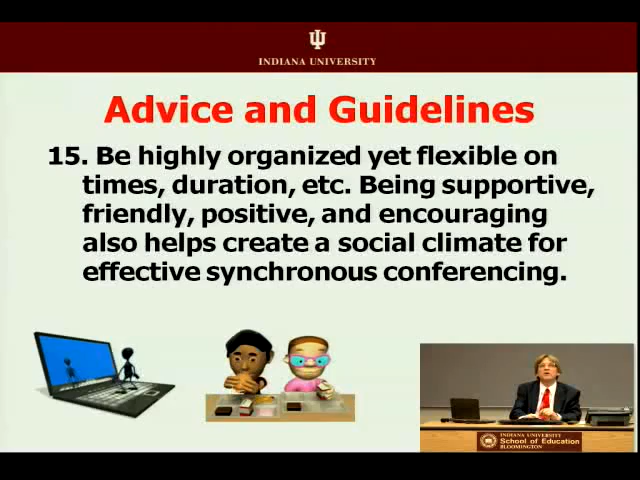 INDIANA UNIVERSITY
Advice and Guidelines
15. Be highly organized yet flexible on
times, duration, etc. Being supportive,
friendly, positive, and encouraging
also helps create a social climate for
effective synchronous conferencing.
INDIANA UNIVERSITY
School of Education
BLOOMINGTON